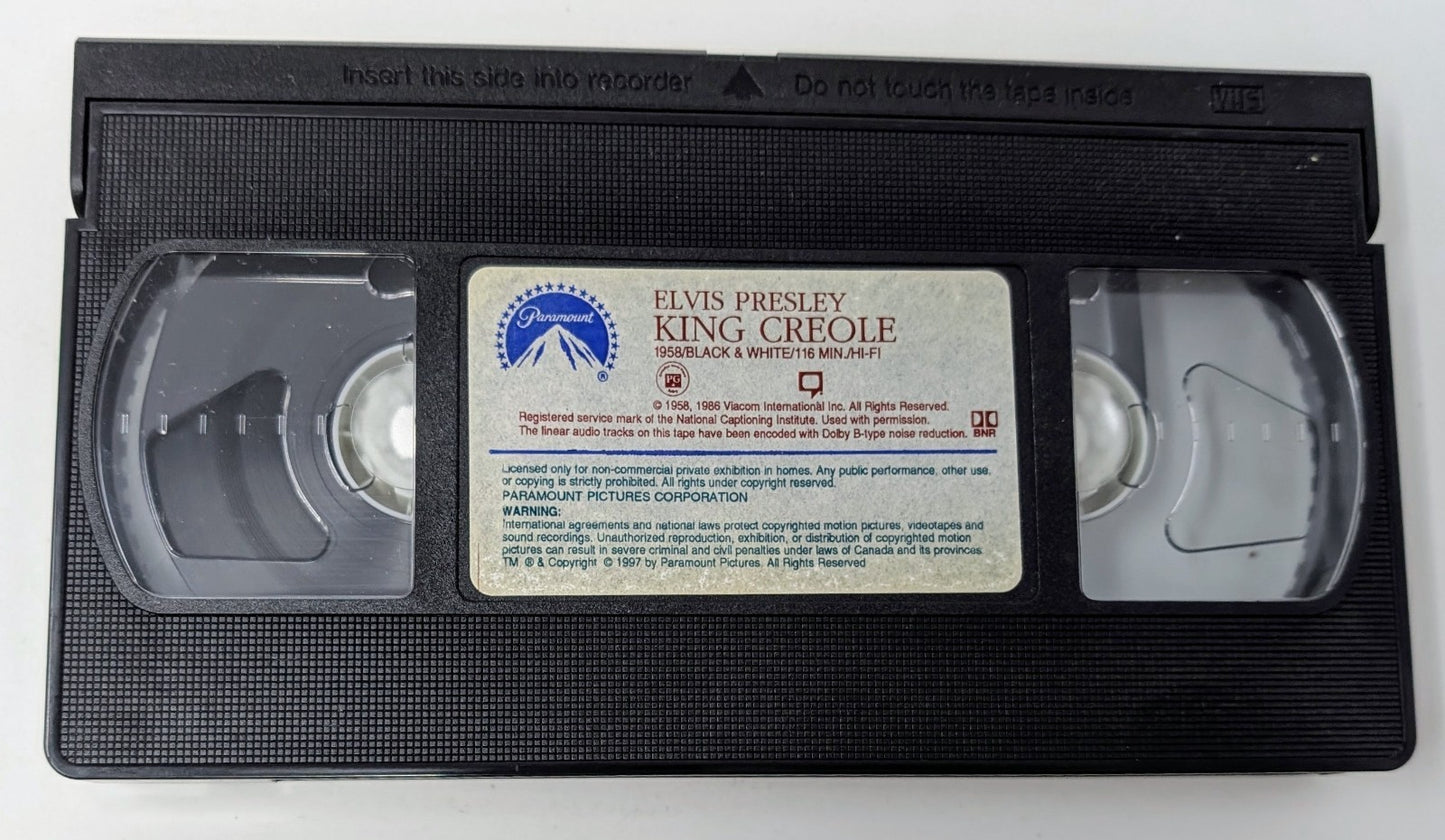 Insert this side into recorder Do not touch the tape inside VHS
Paramount
®
ELVIS PRESLEY
KING CREOLE
1958/BLACK & WHITE/116 MIN./HI-FI
PG
© 1958, 1986 Viacom International Inc. All Rights Reserved.
Registered service mark of the National Captioning Institute. Used with permission.
The linear audio tracks on this tape have been encoded with Dolby B-type noise reduction.
BNR
Licensed only for non-commercial private exhibition in homes. Any public performance, other use,
or copying is strictly prohibited. All rights under copyright reserved.
PARAMOUNT PICTURES CORPORATION
WARNING:
International agreements and national laws protect copyrighted motion pictures, videotapes and
sound recordings. Unauthorized reproduction, exhibition, or distribution of copyrighted motion
pictures can result in severe criminal and civil penalties under laws of Canada and its provinces.
TM ® & Copyright © 1997 by Paramount Pictures. All Rights Reserved